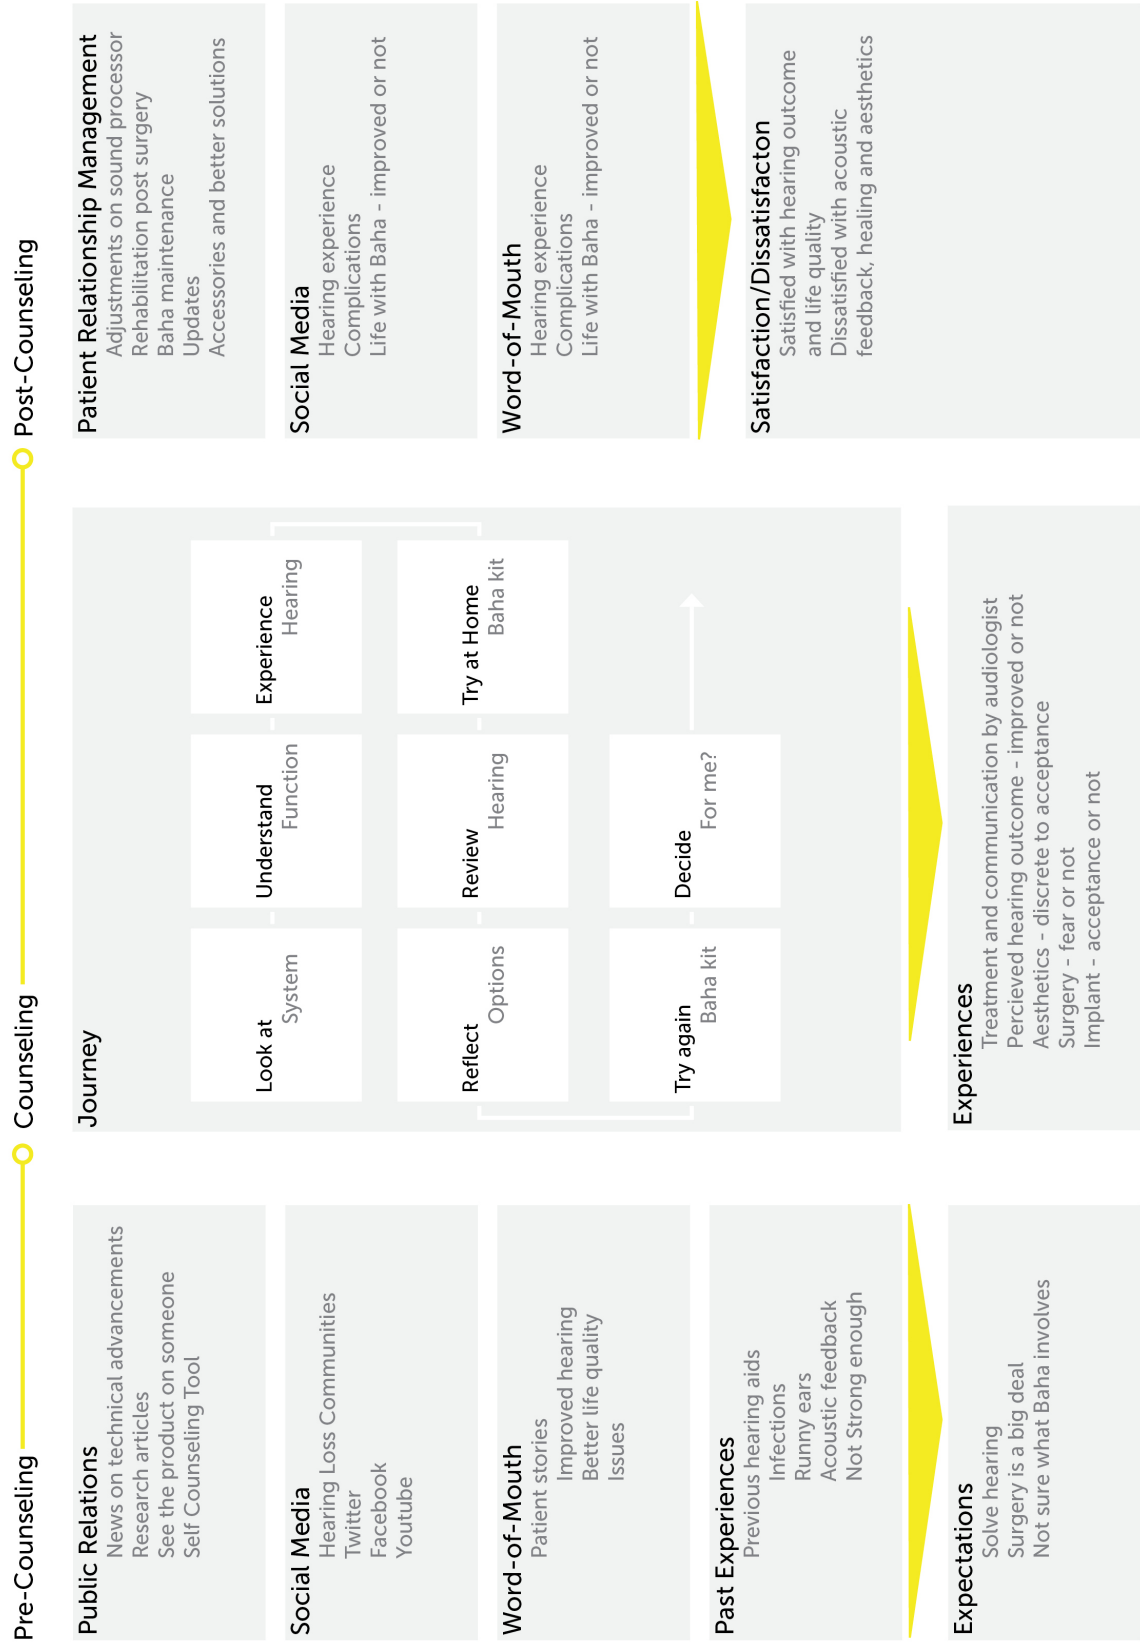 Pre-Counseling
Counseling
Post-Counseling
Public Relations
News on technical advancements
Research articles
See the product on someone
Self Counseling Tool
Social Media
Hearing Loss Communities
Twitter
Facebook
Youtube
Word-of-Mouth
Patient stories
Improved hearing
Better life quality
Issues
Past Experiences
Previous hearing aids
Infections
Runny ears
Acoustic feedback
Not Strong enough
Expectations
Solve hearing
Surgery is a big deal
Not sure what Baha involves
Journey
Look at
System
Understand
Function
Experience
Hearing
Reflect
Options
Review
Hearing
Try at Home
Baha kit
Try again
Baha kit
Decide
For me?
Experiences
Treatment and communication by audiologist
Percieved hearing outcome - improved or not
Aesthetics - discrete to acceptance
Surgery - fear or not
Implant - acceptance or not
Patient Relationship Management
Adjustments on sound processor
Rehabilitation post surgery
Baha maintenance
Updates
Accessories and better solutions
Social Media
Hearing experience
Complications
Life with Baha - improved or not
Word-of-Mouth
Hearing experience
Complications
Life with Baha - improved or not
Satisfaction/Dissatisfacton
Satisfied with hearing outcome
and life quality
Dissatisfied with acoustic
feedback, healing and aesthetics